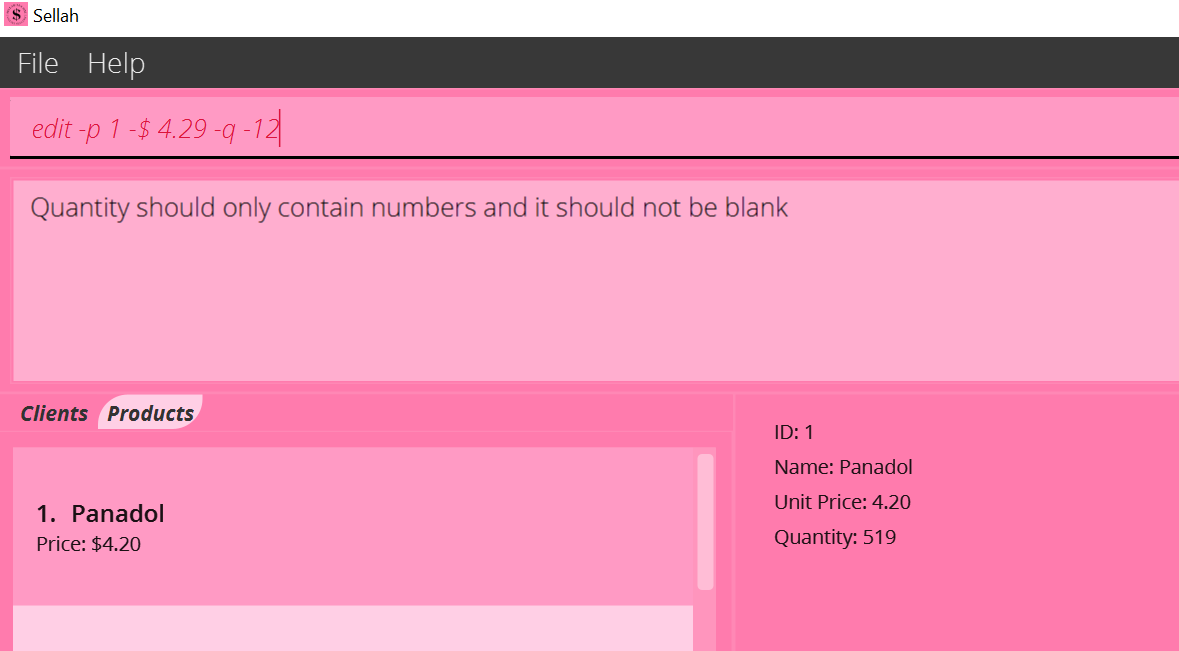 $ Sellah
File Help
edit -p 1 -$ 4.29 -q -12
Quantity should only contain numbers and it should not be blank
Clients Products
1. Panadol
Price: $4.20
ID: 1
Name: Panadol
Unit Price: 4.20
Quantity: 519